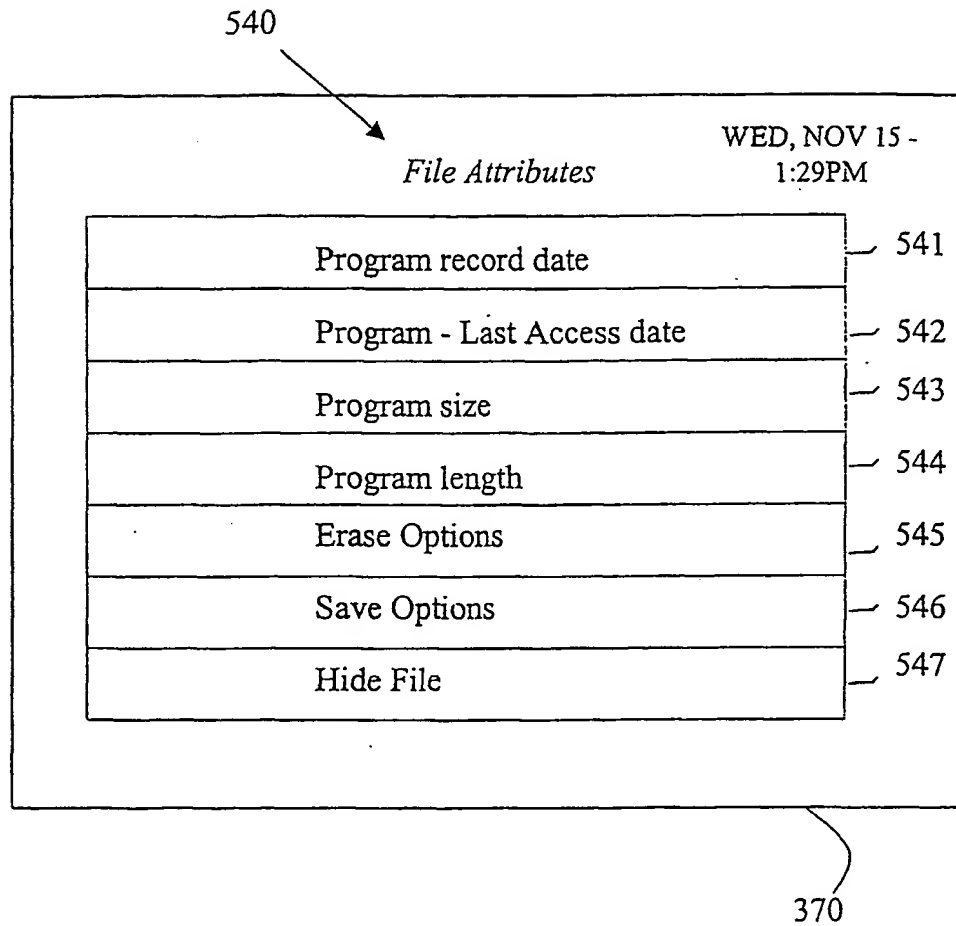 540
WED, NOV 15 -
1:29PM
File Attributes
Program record date
541
Program - Last Access date
542
Program size
543
Program length
544
Erase Options
545
Save Options
546
Hide File
547
370